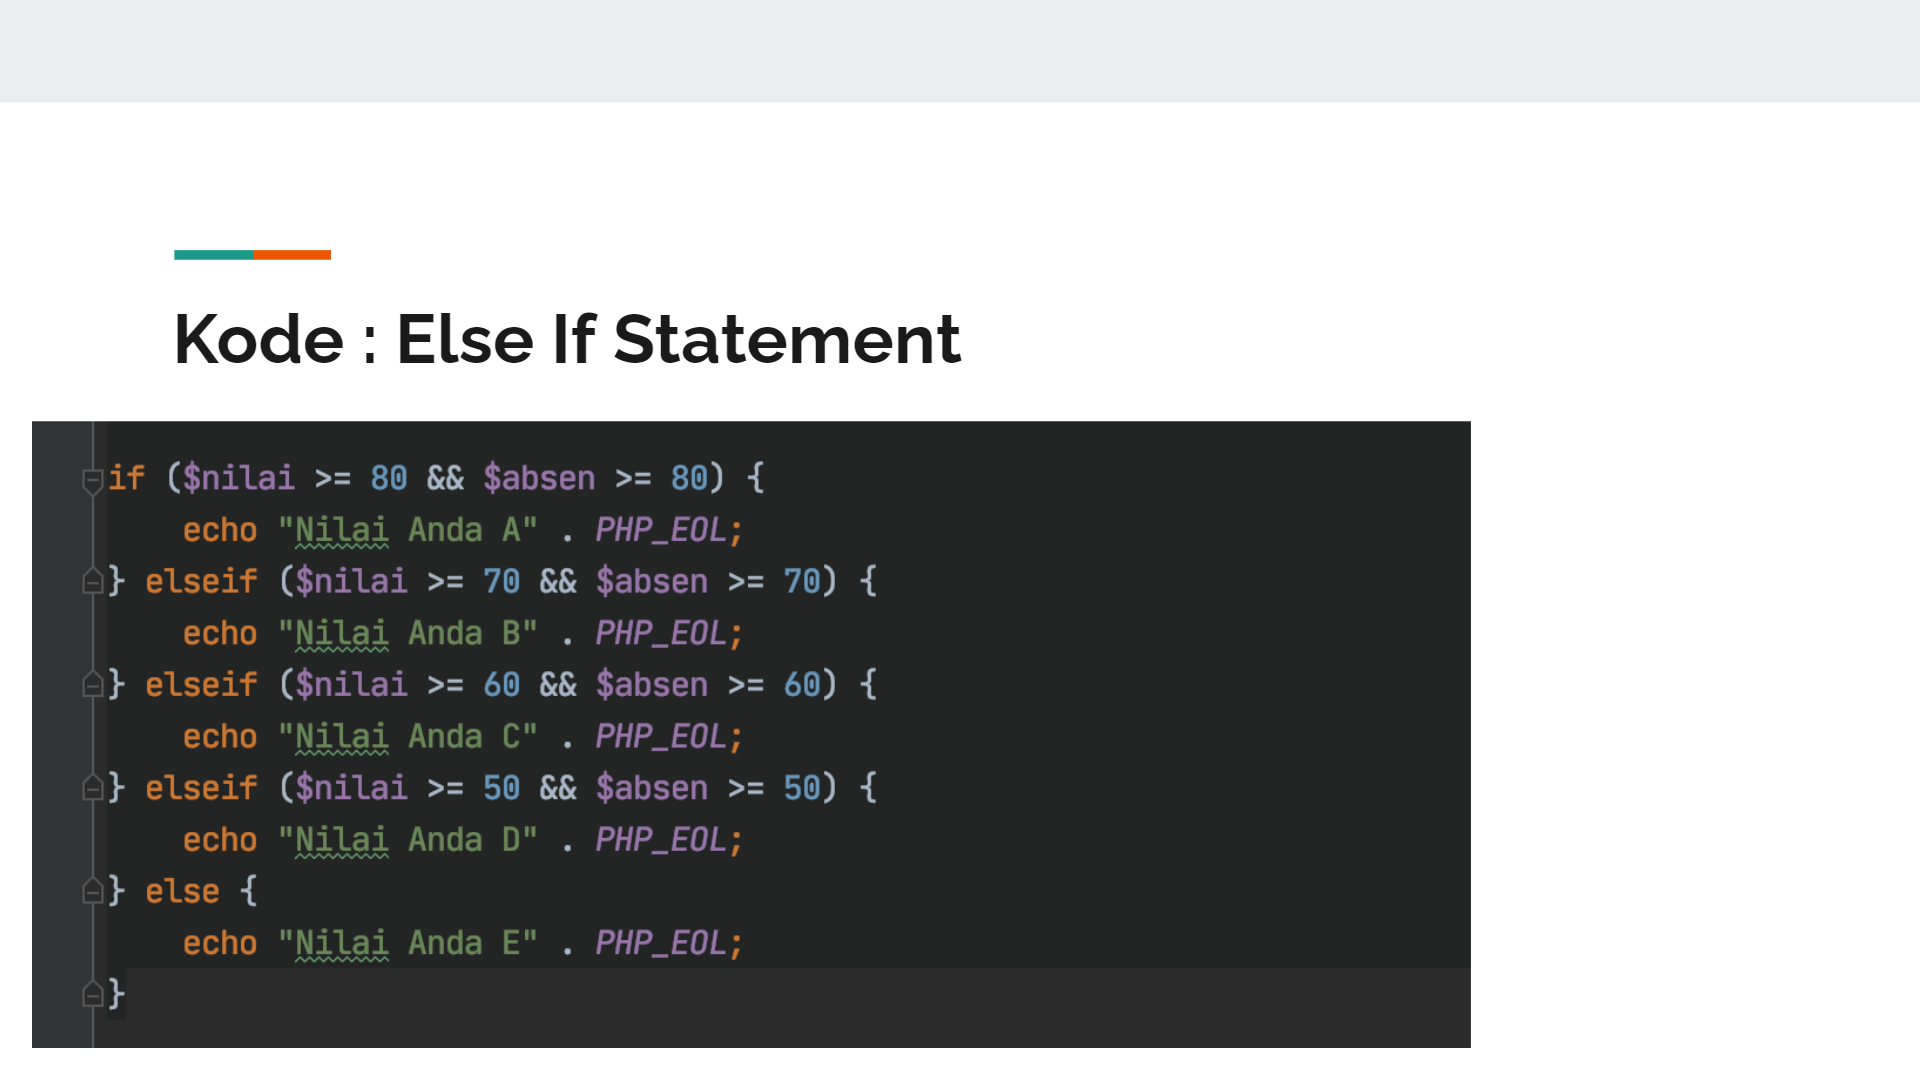 Kode : Else If Statement
if ($nilai >= 80 && $absen >= 80) {
    echo "Nilai Anda A" . PHP_EOL;
} elseif ($nilai >= 70 && $absen >= 70) {
    echo "Nilai Anda B" . PHP_EOL;
} elseif ($nilai >= 60 && $absen >= 60) {
    echo "Nilai Anda C" . PHP_EOL;
} elseif ($nilai >= 50 && $absen >= 50) {
    echo "Nilai Anda D" . PHP_EOL;
} else {
    echo "Nilai Anda E" . PHP_EOL;
}